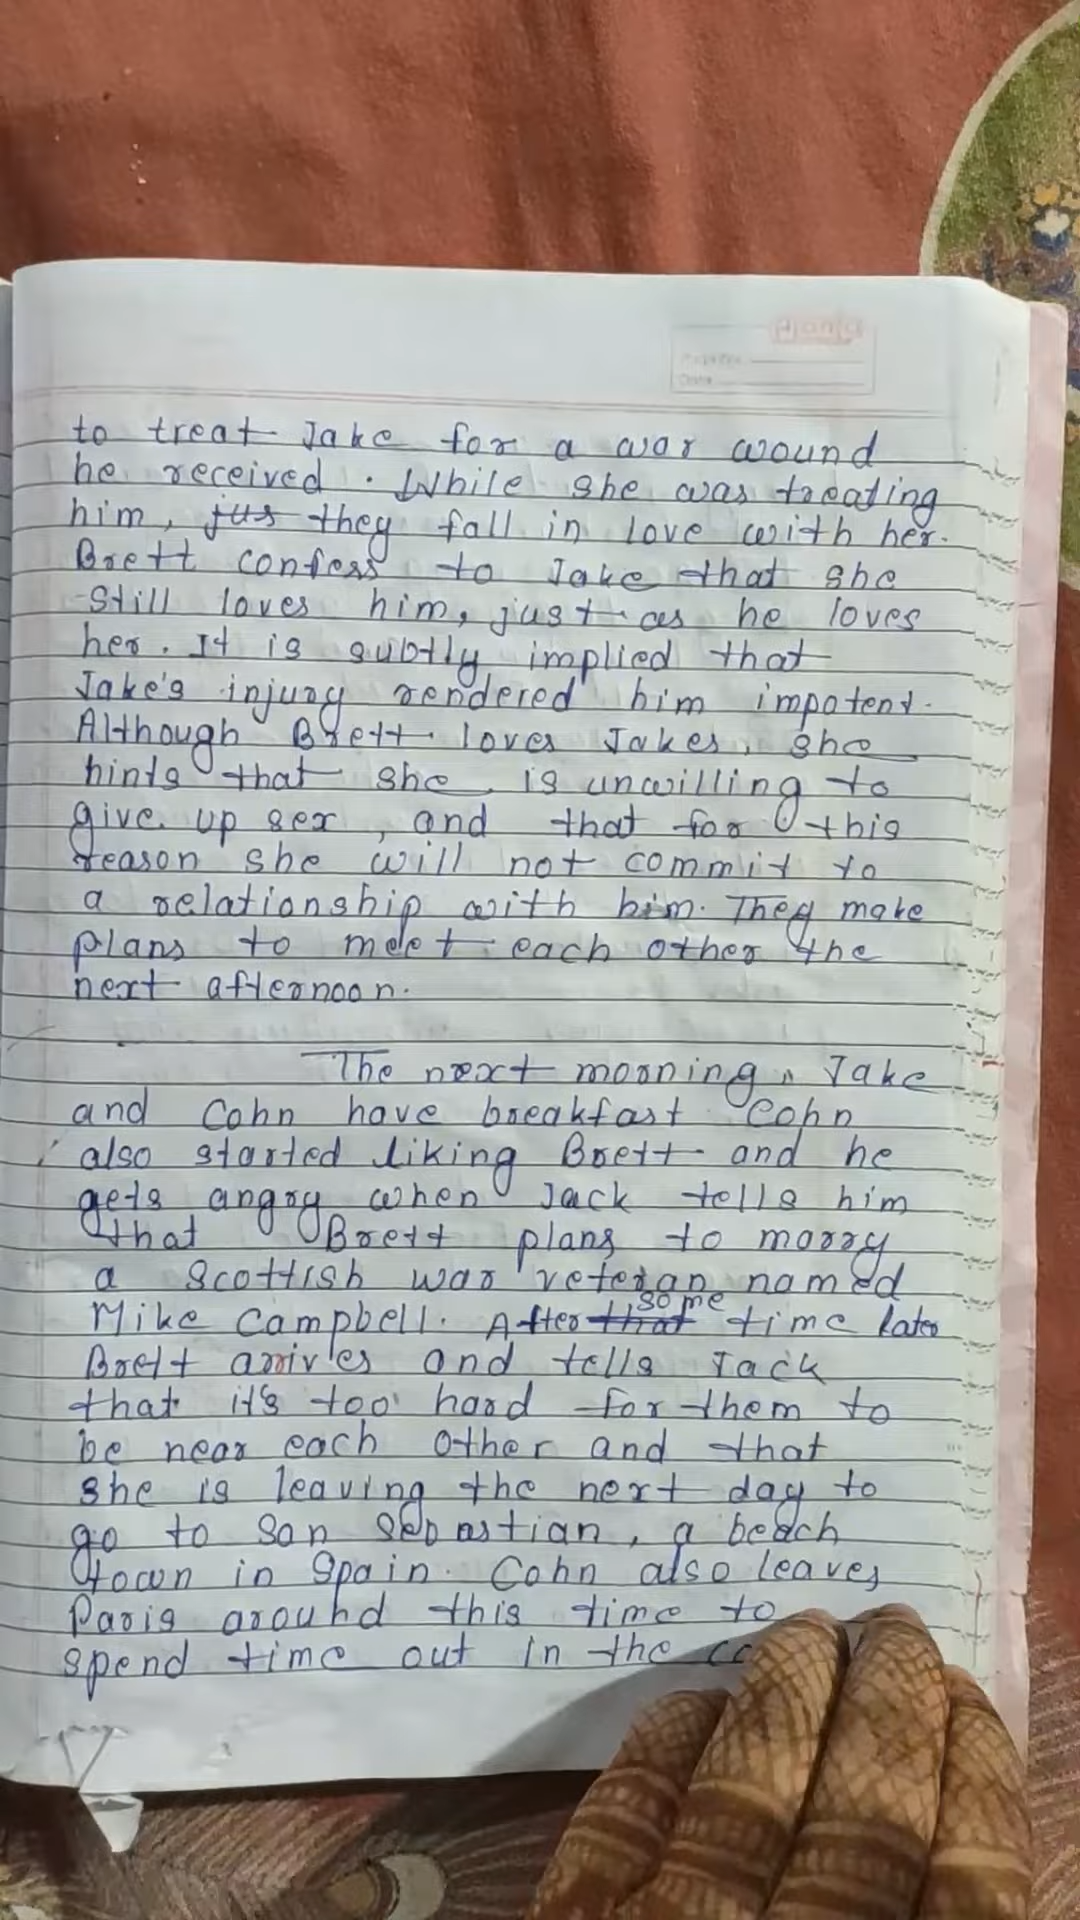 Ajanta
Date
to treat Jake for a war wound
he received. While she was treating
him, jus they fall in love with her.
Brett confess to Jake that she
still loves him, just as he loves
her. It is subtly implied that
Jake's injury rendered him impotent.
Although Brett loves Jakes, she
hints that she is unwilling to
give up sex, and that for this
reason she will not commit to
a relationship with him. They make
plans to meet each other the
next afternoon.
The next morning, Jake
and Cohn have breakfast Cohn
also started liking Brett and he
gets angry when Jack tells him
that Brett plans to marry
a Scottish war veteran named
some
Mike Campbell. After that time later
Brett arrives and tells Jack
that it's too hard for them to
be near each other and that
she is leaving the next day to
go to San Sebastian, a beach
town in Spain. Cohn also leaves
Paris around this time to
spend time out in the